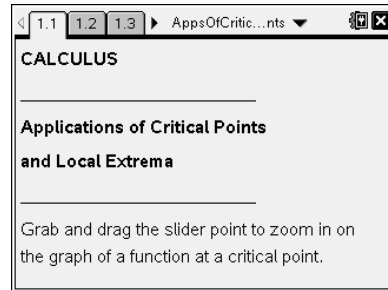 1.1 1.2 1.3 AppsOfCritic...nts
CALCULUS
Applications of Critical Points
and Local Extrema
Grab and drag the slider point to zoom in on
the graph of a function at a critical point.